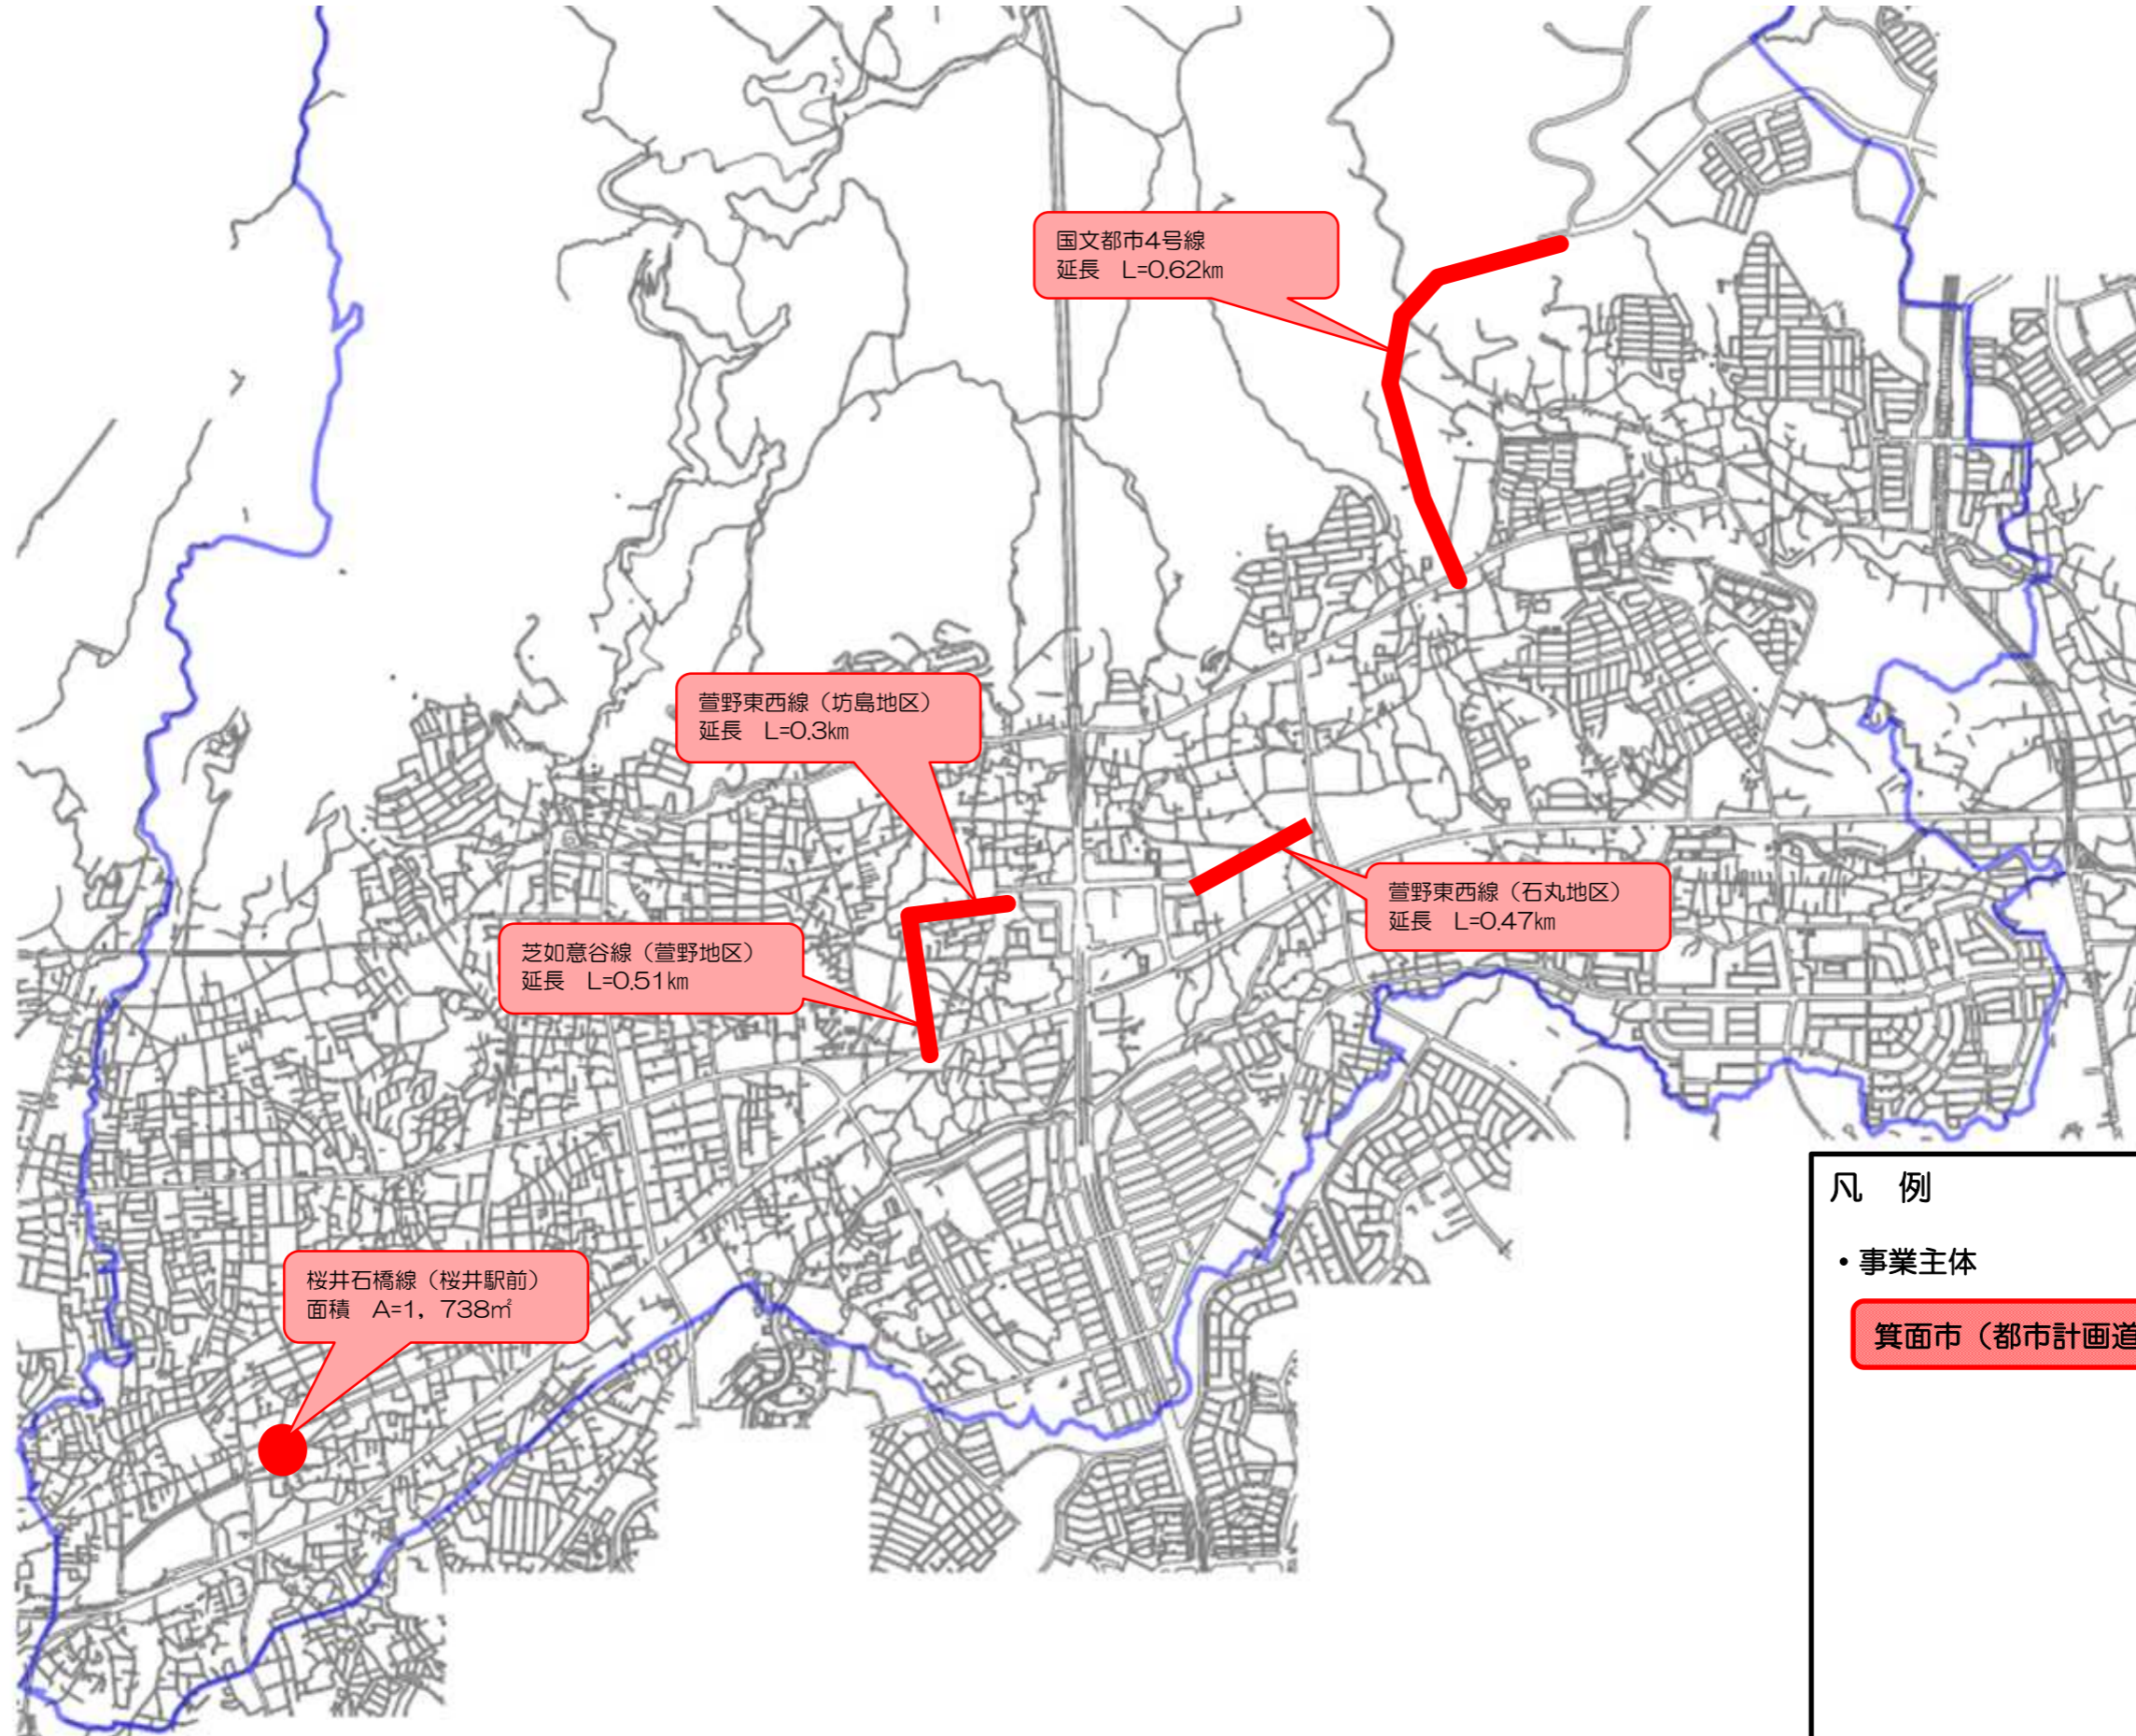 国文都市4号線
延長　L=0.62㎞
萱野東西線（坊島地区）
延長　L=0.3㎞
萱野東西線（石丸地区）
延長　L=0.47㎞
芝如意谷線（萱野地区）
延長　L=0.51㎞
桜井石橋線（桜井駅前）
面積　A=1，738㎡
凡　例
・事業主体
箕面市（都市計画道